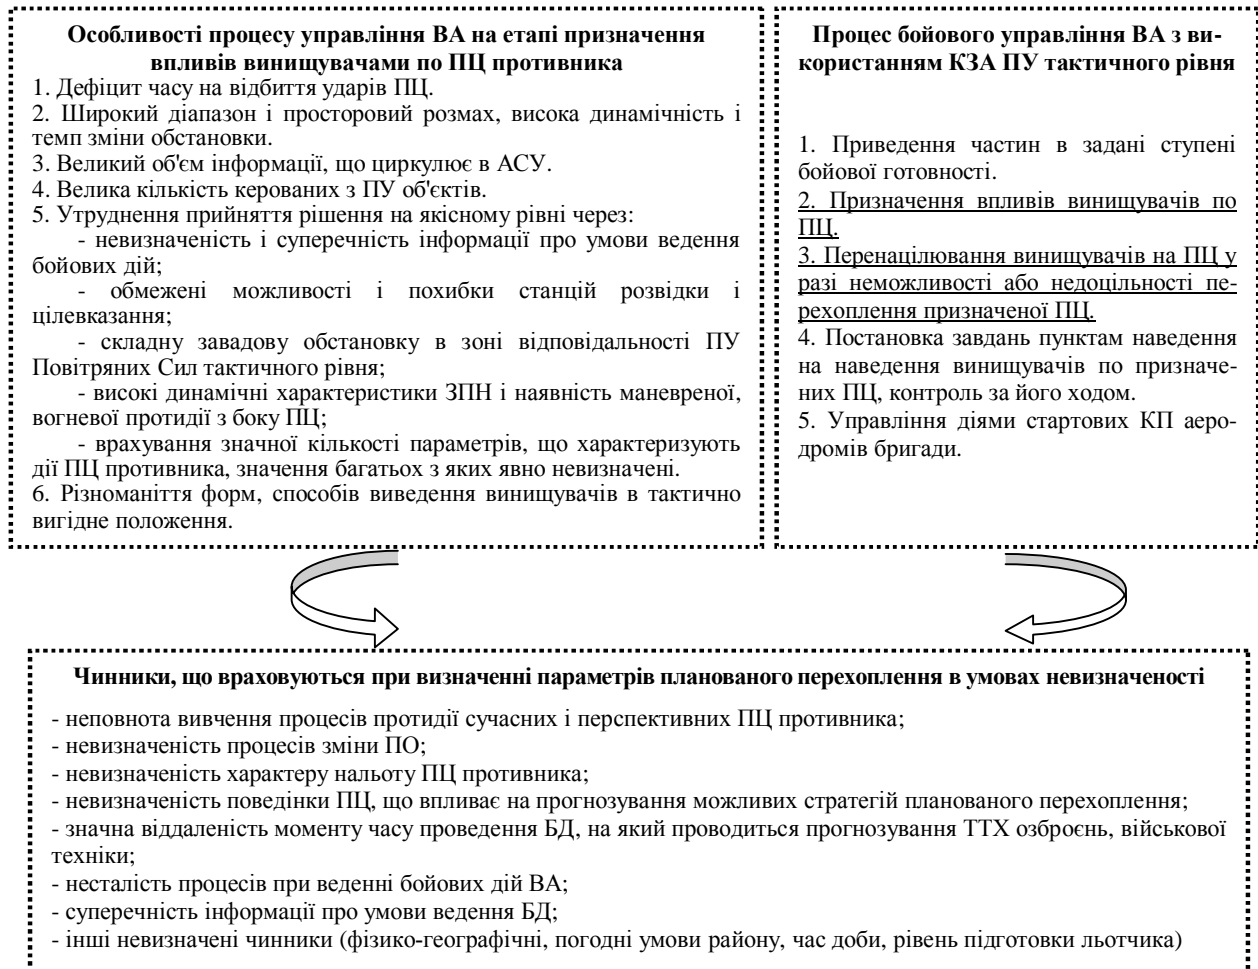 Особливості процесу управління ВА на етапі призначення
впливів винищувачами по ПЦ противника
1. Дефіцит часу на відбиття ударів ПЦ.
2. Широкий діапазон і просторовий розмах, висока динамічність і
темп зміни обстановки.
3. Великий об'єм інформації, що циркулює в АСУ.
4. Велика кількість керованих з ПУ об'єктів.
5. Утруднення прийняття рішення на якісному рівні через:
- невизначеність і суперечність інформації про умови ведення
бойових дій;
- обмежені можливості і похибки станцій розвідки і
цілевказання;
- складну завадову обстановку в зоні відповідальності ПУ
Повітряних Сил тактичного рівня;
- високі динамічні характеристики ЗПН і наявність маневреної,
вогневої протидії з боку ПЦ;
- врахування значної кількості параметрів, що характеризують
дії ПЦ противника, значення багатьох з яких явно невизначені.
6. Різноманіття форм, способів виведення винищувачів в тактично
вигідне положення.
Процес бойового управління ВА з ви-
користанням КЗА ПУ тактичного рівня
1. Приведення частин в задані ступені
бойової готовності.
2. Призначення впливів винищувачів по
ПЦ.
3. Перенацілювання винищувачів на ПЦ у
разі неможливості або недоцільності пе-
рехоплення призначеної ПЦ.
4. Постановка завдань пунктам наведення
на наведення винищувачів по призначе-
них ПЦ, контроль за його ходом.
5. Управління діями стартових КП аеро-
дромів бригади.
Чинники, що враховуються при визначенні параметрів планованого перехоплення в умовах невизначеності
- неповнота вивчення процесів протидії сучасних і перспективних ПЦ противника;
- невизначеність процесів зміни ПО;
- невизначеність характеру нальоту ПЦ противника;
- невизначеність поведінки ПЦ, що впливає на прогнозування можливих стратегій планованого перехоплення;
- значна віддаленість моменту часу проведення БД, на який проводиться прогнозування ТТХ озброєнь, військової
техніки;
- несталість процесів при веденні бойових дій ВА;
- суперечність інформації про умови ведення БД;
- інші невизначені чинники (фізико-географічні, погодні умови району, час доби, рівень підготовки льотчика)